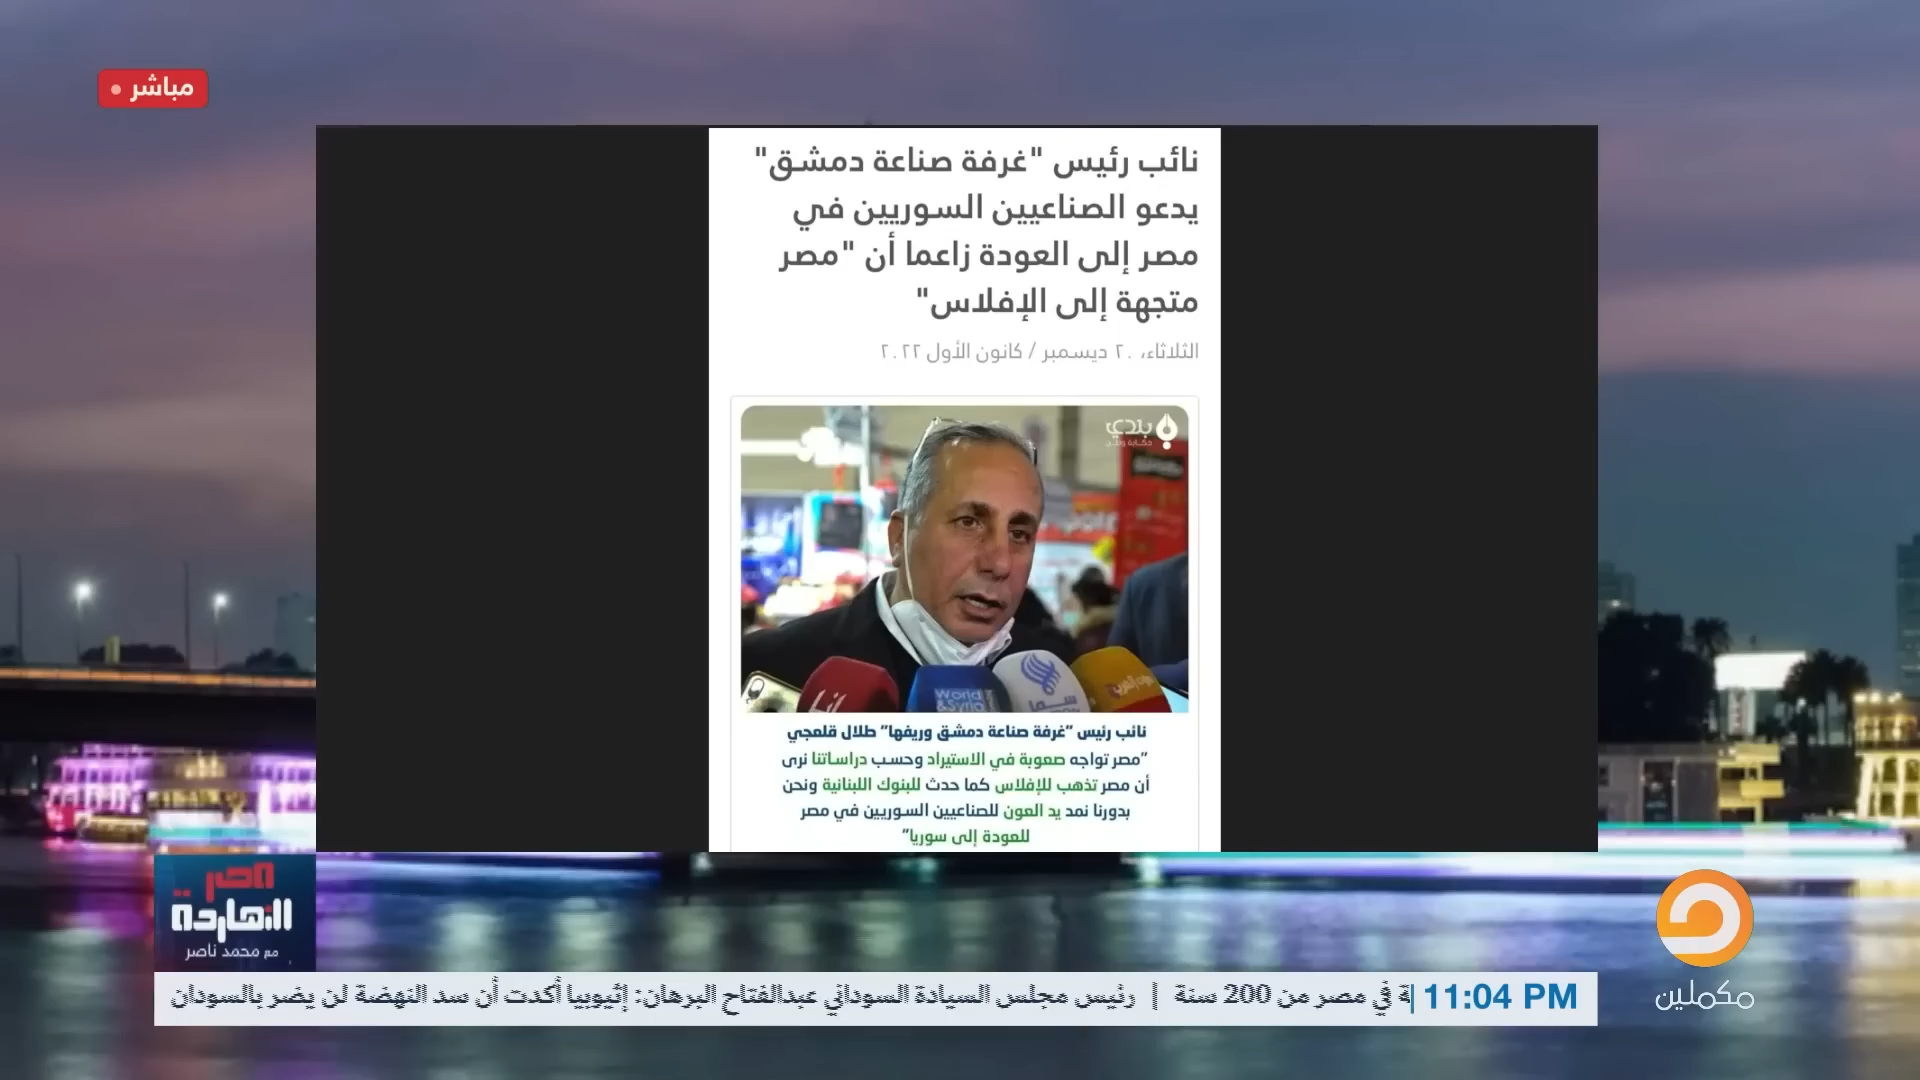 مباشر
نائب رئيس "غرفة صناعة دمشق"
يدعو الصناعيين السوريين في
مصر إلى العودة زاعما أن "مصر
متجهة إلى الإفلاس"
الثلاثاء، ٢٠ ديسمبر / كانون الأول ٢٠٢٢
بلدي
World
& Syria
سما
نائب رئيس "غرفة صناعة دمشق وريفها" طلال قلعجي
"مصر تواجه صعوبة في الاستيراد وحسب دراساتنا نرى
أن مصر تذهب للإفلاس كما حدث للبنوك اللبنانية ونحن
بدورنا نمد يد العون للصناعيين السوريين في مصر
للعودة إلى سوريا"
مصر
النهاردة
مع محمد ناصر
ة في مصر من 200 سنة | رئيس مجلس السيادة السوداني عبدالفتاح البرهان: إثيوبيا أكدت أن سد النهضة لن يضر بالسودان
11:04 PM
مكملين